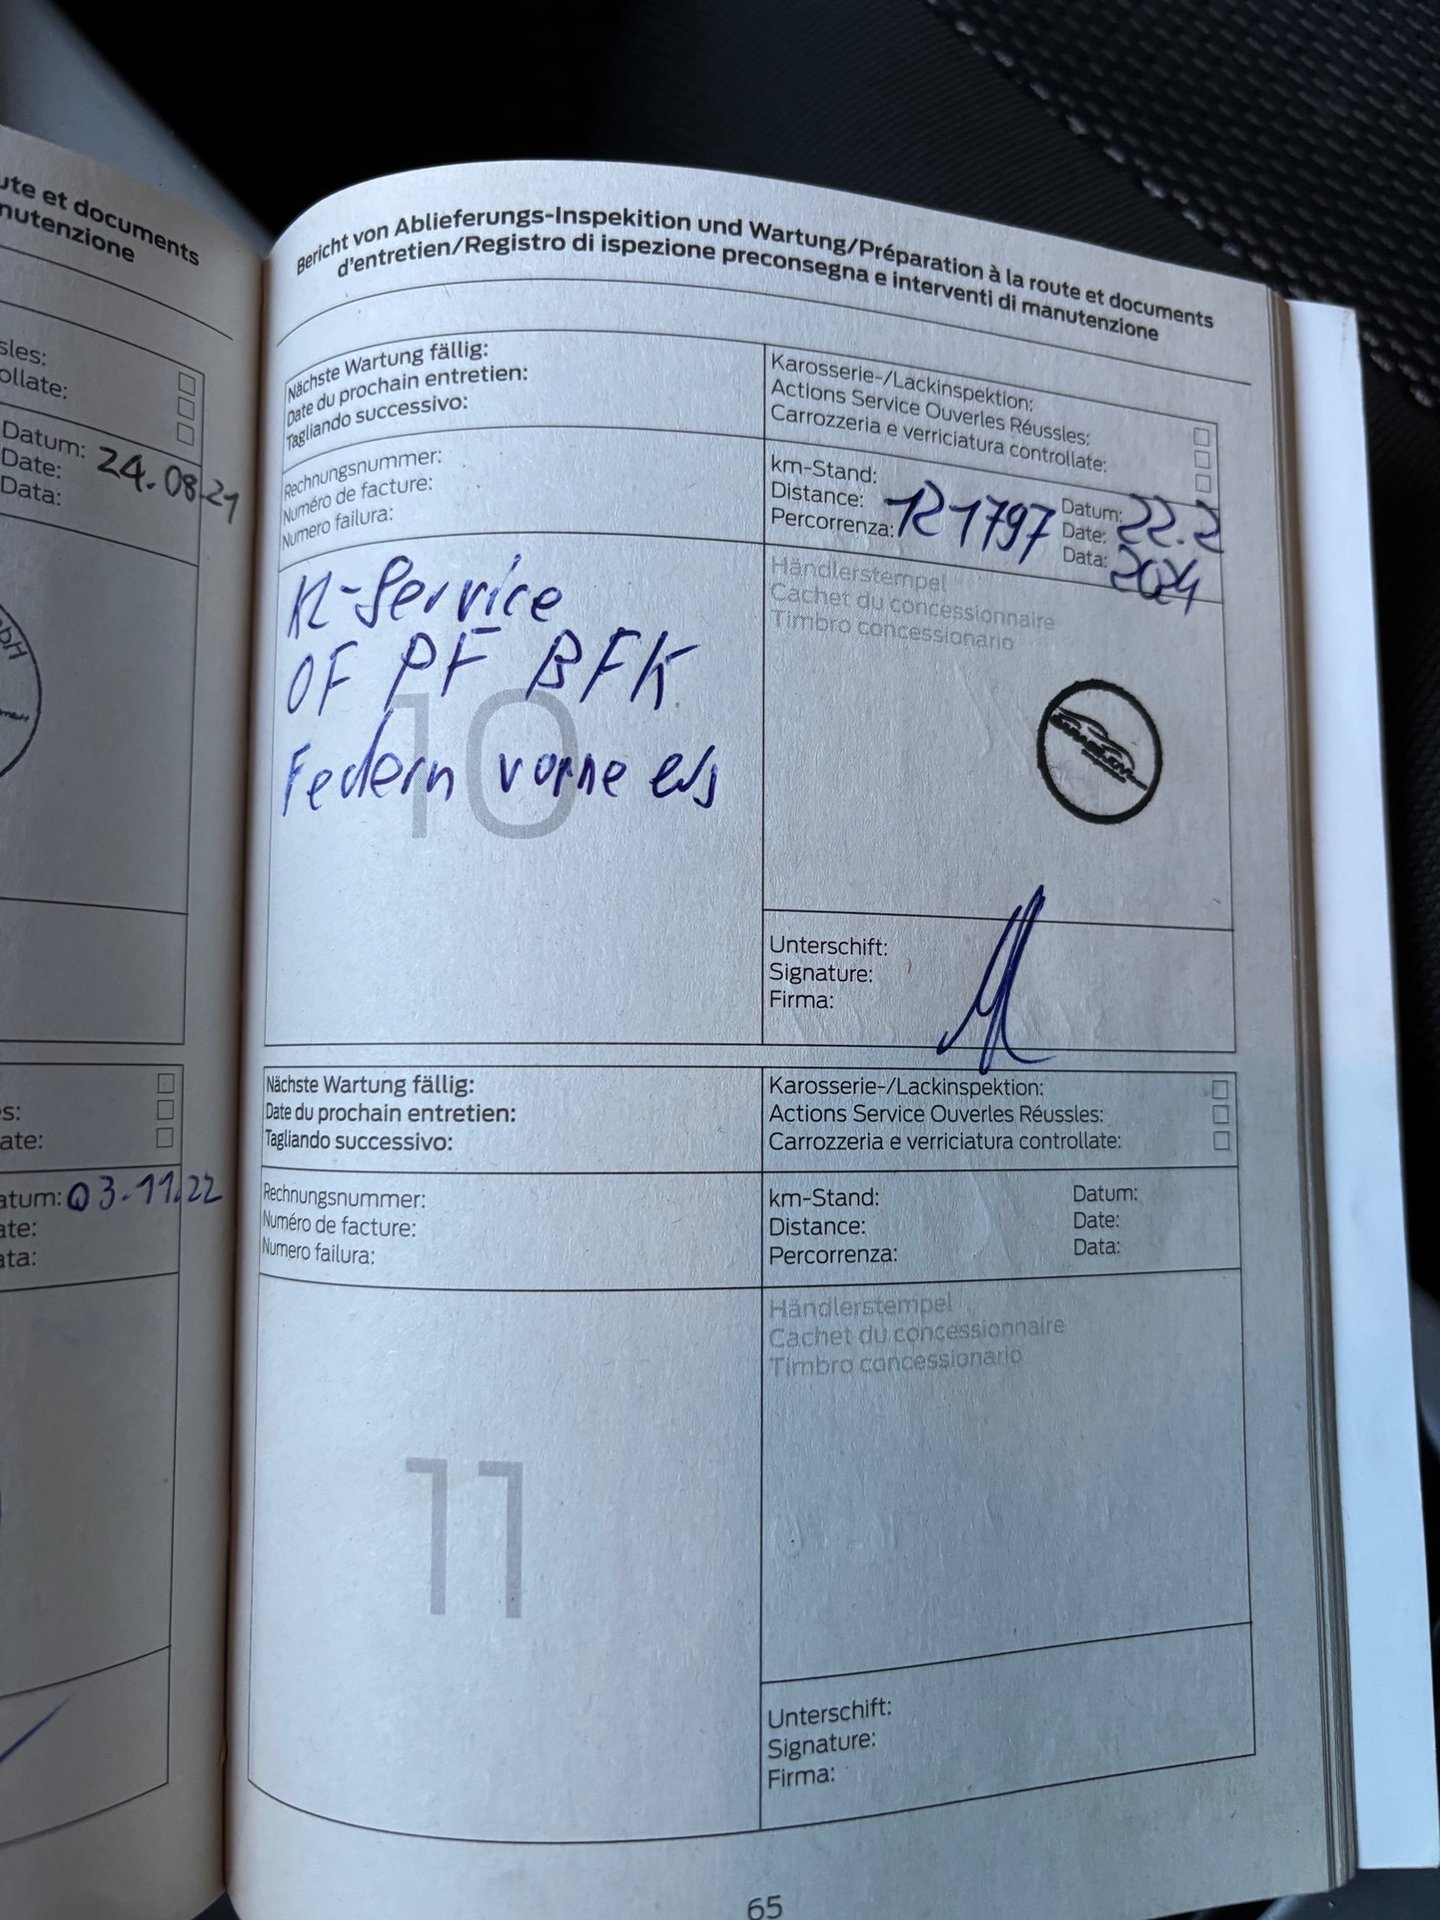 ute et documents
nutenzione
sles:
ollate:
Datum: 24.08.21
Date:
Data:
bH
s:
ate:
atum: 03.11.22
ate:
ata:
Bericht von Ablieferungs-Inspekition und Wartung/Préparation à la route et documents
d'entretien/Registro di ispezione preconsegna e interventi di manutenzione
Nächste Wartung fällig:
Date du prochain entretien:
Tagliando successivo:
Karosserie-/Lackinspektion:
Actions Service Ouverles Réussles:
Carrozzeria e verriciatura controllate:
Rechnungsnummer:
Numéro de facture:
Numero failura:
km-Stand:
Distance:
Percorrenza: 121797
Datum: 22.2
Date:
Data: 2024
Kl-Service
OF PF BFK
Federn vorne
10
Händlerstempel
Cachet du concessionnaire
Timbro concessionario
Unterschift:
Signature:
Firma:
Nächste Wartung fällig:
Date du prochain entretien:
Tagliando successivo:
Karosserie-/Lackinspektion:
Actions Service Ouverles Réussles:
Carrozzeria e verriciatura controllate:
Rechnungsnummer:
Numéro de facture:
Numero failura:
km-Stand:
Distance:
Percorrenza:
Datum:
Date:
Data:
11
Händlerstempel
Cachet du concessionnaire
Timbro concessionario
Unterschift:
Signature:
Firma:
65